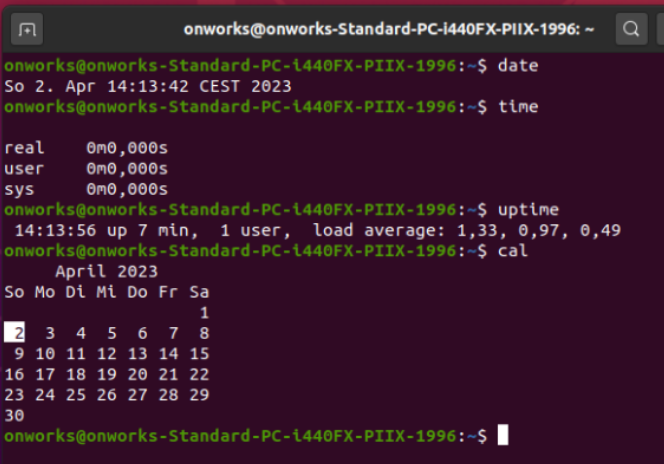 onworks@onworks-Standard-PC-i440FX-PIIX-1996: ~
onworks@onworks-Standard-PC-i440FX-PIIX-1996:~$ date
So 2. Apr 14:13:42 CEST 2023
onworks@onworks-Standard-PC-i440FX-PIIX-1996:~$ time

real    0m0,000s
user    0m0,000s
sys     0m0,000s
onworks@onworks-Standard-PC-i440FX-PIIX-1996:~$ uptime
 14:13:56 up 7 min,  1 user,  load average: 1,33, 0,97, 0,49
onworks@onworks-Standard-PC-i440FX-PIIX-1996:~$ cal
     April 2023
So Mo Di Mi Do Fr Sa
                   1
 2  3  4  5  6  7  8
 9 10 11 12 13 14 15
16 17 18 19 20 21 22
23 24 25 26 27 28 29
30
onworks@onworks-Standard-PC-i440FX-PIIX-1996:~$